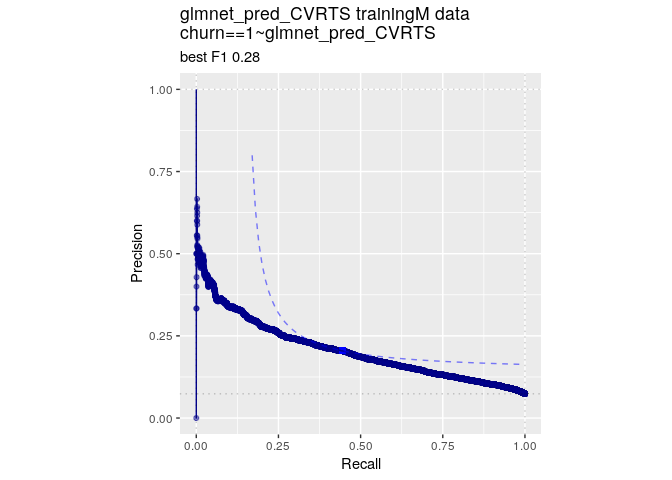 glmnet_pred_CVRTS trainingM data
churn==1~glmnet_pred_CVRTS
best F1 0.28
1.00
0.75
0.50
0.25
0.00
Precision
0.00 0.25 0.50 0.75 1.00
Recall